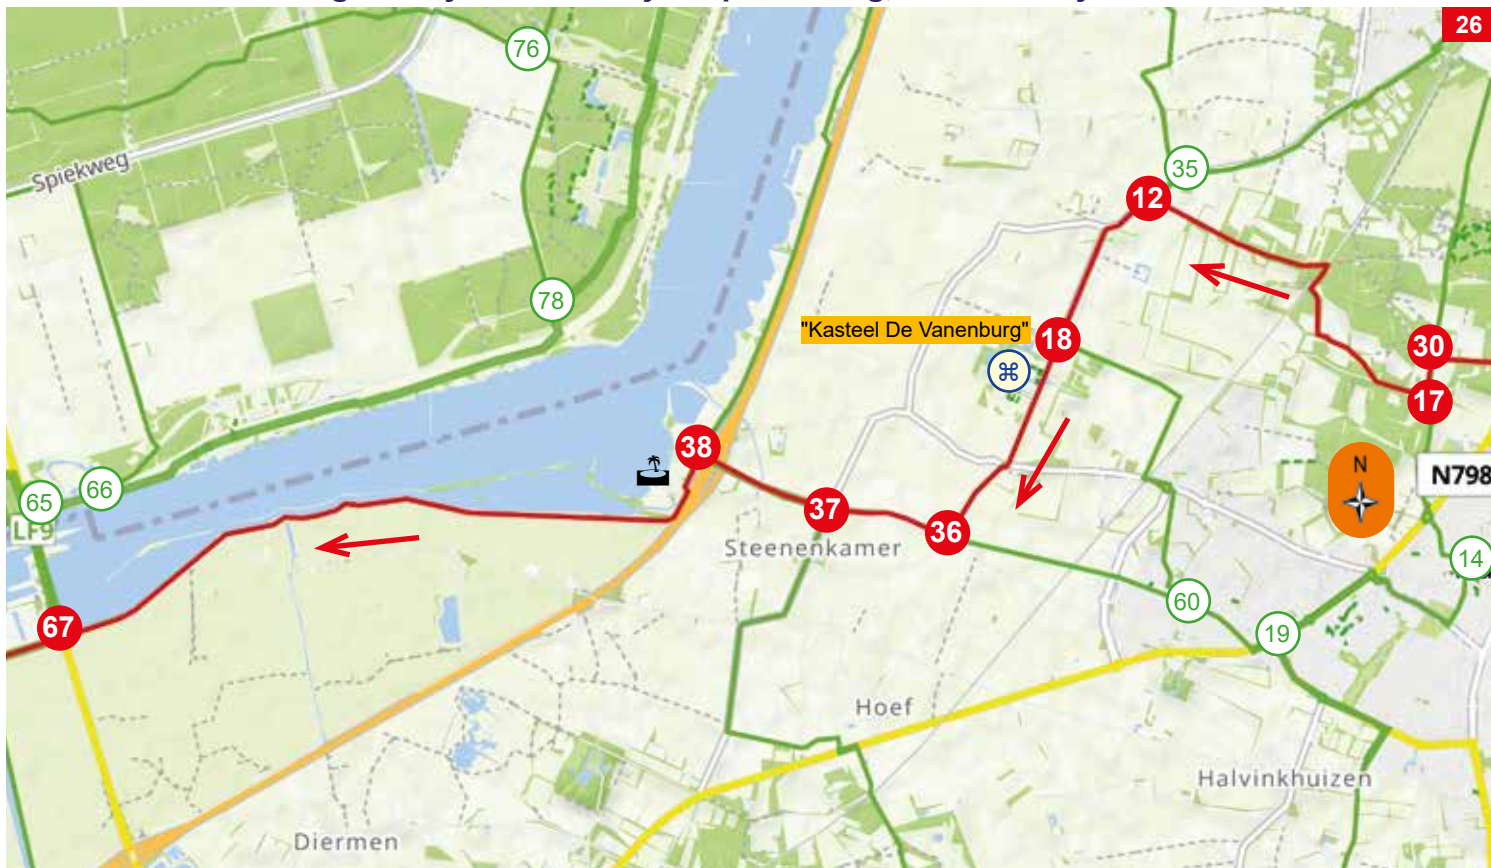 26
76
Spiekweg
35
12
78
"Kasteel De Vanenburg"
18
⌘
30
17
38
N
N798
65
66
LF9
37
36
Steenenkamer
14
60
67
19
Hoef
Halvinkhuizen
Diermen